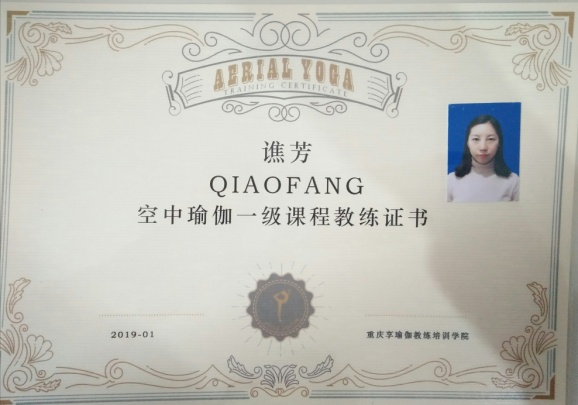 AERIAL YOGA
TRAINING CERTIFICATE
谯芳
QIAOFANG
空中瑜伽一级课程教练证书
2019-01
重庆享瑜伽教练培训学院